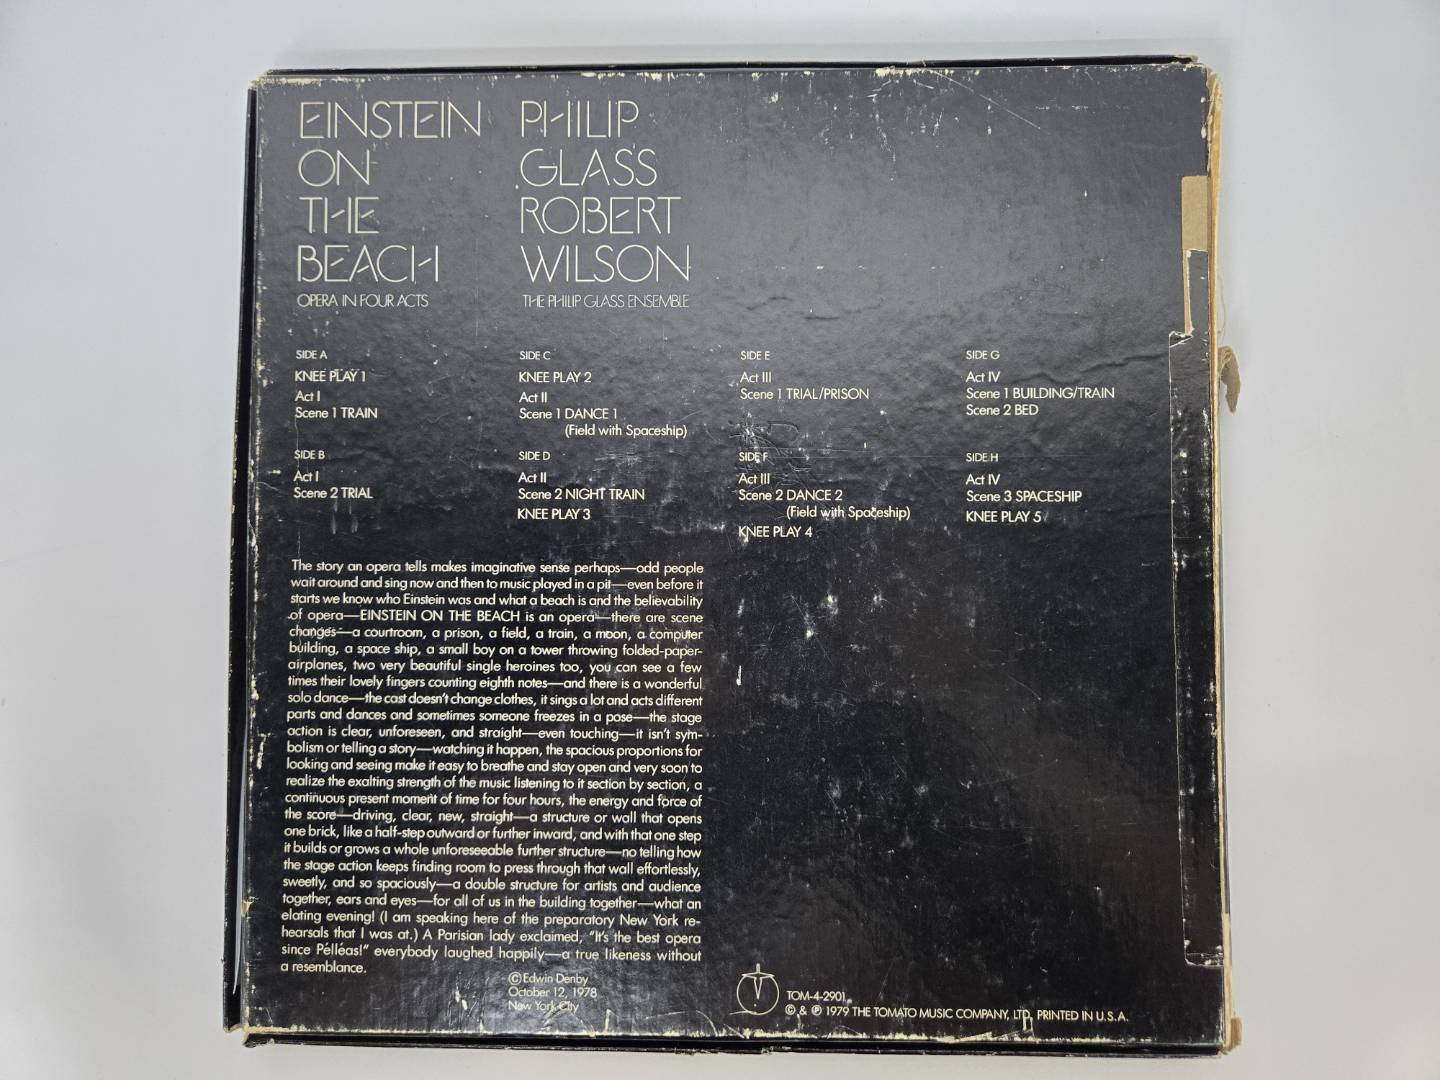 EINSTEIN
ON
THE
BEACH
OPERA IN FOUR ACTS
PHILIP
GLASS
ROBERT
WILSON
THE PHILIP GLASS ENSEMBLE
SIDE A
KNEE PLAY 1
Act I
Scene 1 TRAIN
SIDE B
Act I
Scene 2 TRIAL
SIDE C
KNEE PLAY 2
Act II
Scene 1 DANCE 1
(Field with Spaceship)
SIDE D
Act II
Scene 2 NIGHT TRAIN
KNEE PLAY 3
SIDE E
Act III
Scene 1 TRIAL/PRISON
SIDE F
Act III
Scene 2 DANCE 2
(Field with Spaceship)
KNEE PLAY 4
SIDE G
Act IV
Scene 1 BUILDING/TRAIN
Scene 2 BED
SIDE H
Act IV
Scene 3 SPACESHIP
KNEE PLAY 5
The story an opera tells makes imaginative sense perhaps—odd people
wait around and sing now and then to music played in a pit—even before it
starts we know who Einstein was and what a beach is and the believability
of opera—EINSTEIN ON THE BEACH is an opera—there are scene
changes—a courtroom, a prison, a field, a train, a moon, a computer
building, a space ship, a small boy on a tower throwing folded-paper-
airplanes, two very beautiful single heroines too, you can see a few
times their lovely fingers counting eighth notes—and there is a wonderful
solo dance—the cast doesn't change clothes, it sings a lot and acts different
parts and dances and sometimes someone freezes in a pose—the stage
action is clear, unforeseen, and straight—even touching—it isn't sym-
bolism or telling a story—watching it happen, the spacious proportions for
looking and seeing make it easy to breathe and stay open and very soon to
realize the exalting strength of the music listening to it section by section, a
continuous present moment of time for four hours, the energy and force of
the score—driving, clear, new, straight—a structure or wall that opens
one brick, like a half-step outward or further inward, and with that one step
it builds or grows a whole unforeseeable further structure—no telling how
the stage action keeps finding room to press through that wall effortlessly,
sweetly, and so spaciously—a double structure for artists and audience
together, ears and eyes—for all of us in the building together—what an
elating evening! (I am speaking here of the preparatory New York re-
hearsals that I was at.) A Parisian lady exclaimed, "It's the best opera
since Pélléas!" everybody laughed happily—a true likeness without
a resemblance.
© Edwin Denby
October 12, 1978
New York City
TOM-4-2901
© & ℗ 1979 THE TOMATO MUSIC COMPANY, LTD. PRINTED IN U.S.A.